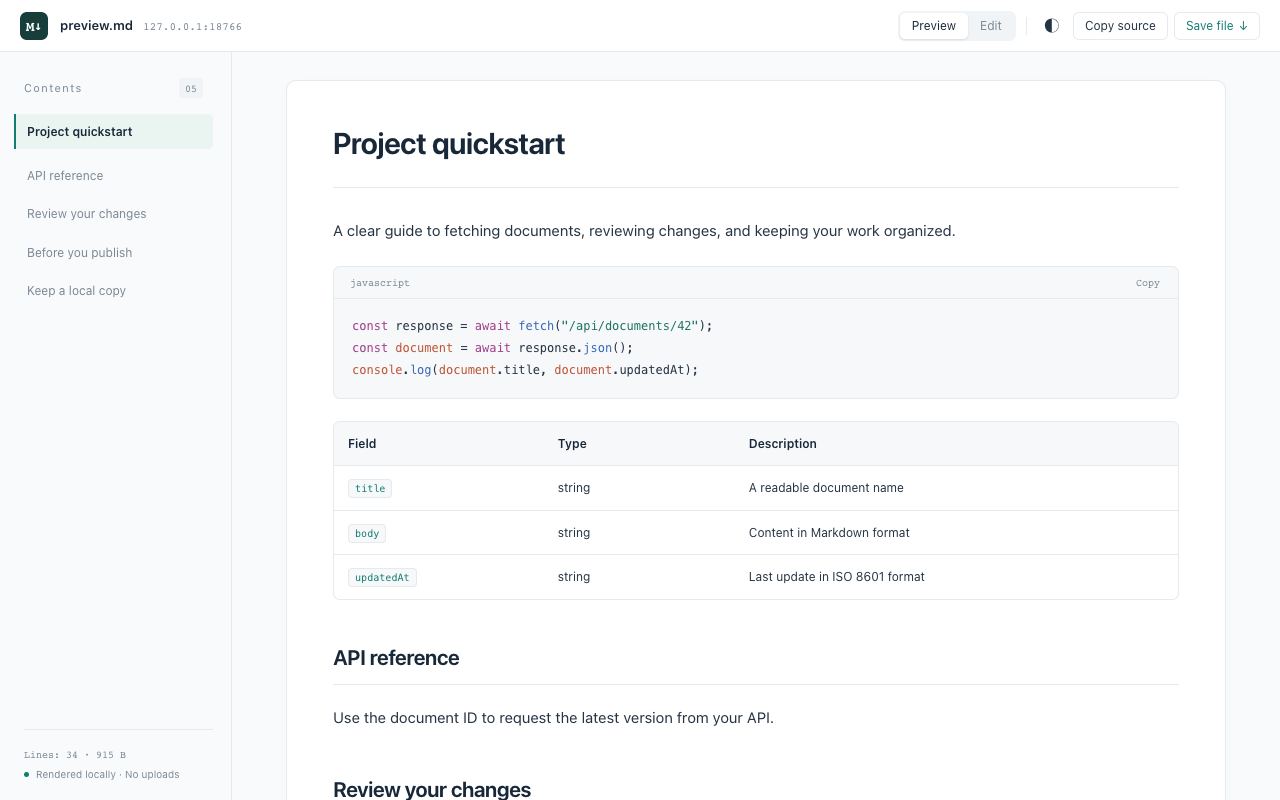 M↓ preview.md 127.0.0.1:18766 Preview Edit Copy source Save file ↓
Contents 05
Project quickstart
API reference
Review your changes
Before you publish
Keep a local copy
Lines: 34 · 915 B
Rendered locally · No uploads
Project quickstart
A clear guide to fetching documents, reviewing changes, and keeping your work organized.
javascript Copy
const response = await fetch("/api/documents/42");
const document = await response.json();
console.log(document.title, document.updatedAt);
Field Type Description
title string A readable document name
body string Content in Markdown format
updatedAt string Last update in ISO 8601 format
API reference
Use the document ID to request the latest version from your API.
Review your changes